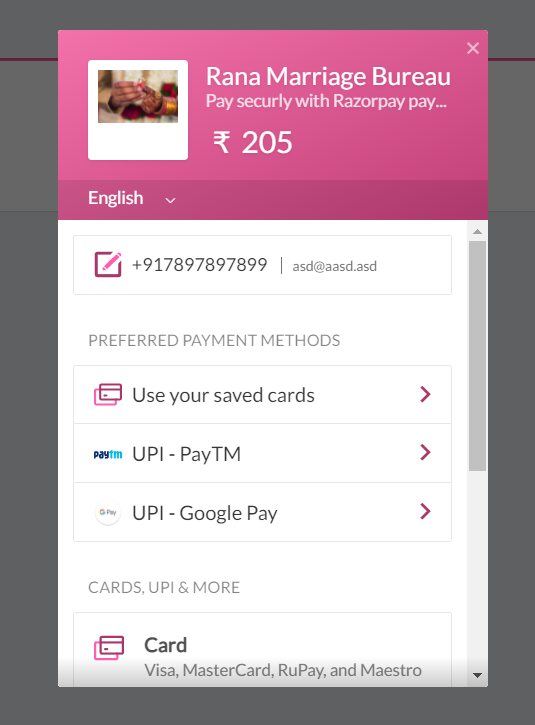 Rana Marriage Bureau
Pay securly with Razorpay pay...
₹ 205
English
+917897897899 | asd@aasd.asd
PREFERRED PAYMENT METHODS
Use your saved cards
paytm UPI - PayTM
G Pay UPI - Google Pay
CARDS, UPI & MORE
Card
Visa, MasterCard, RuPay, and Maestro